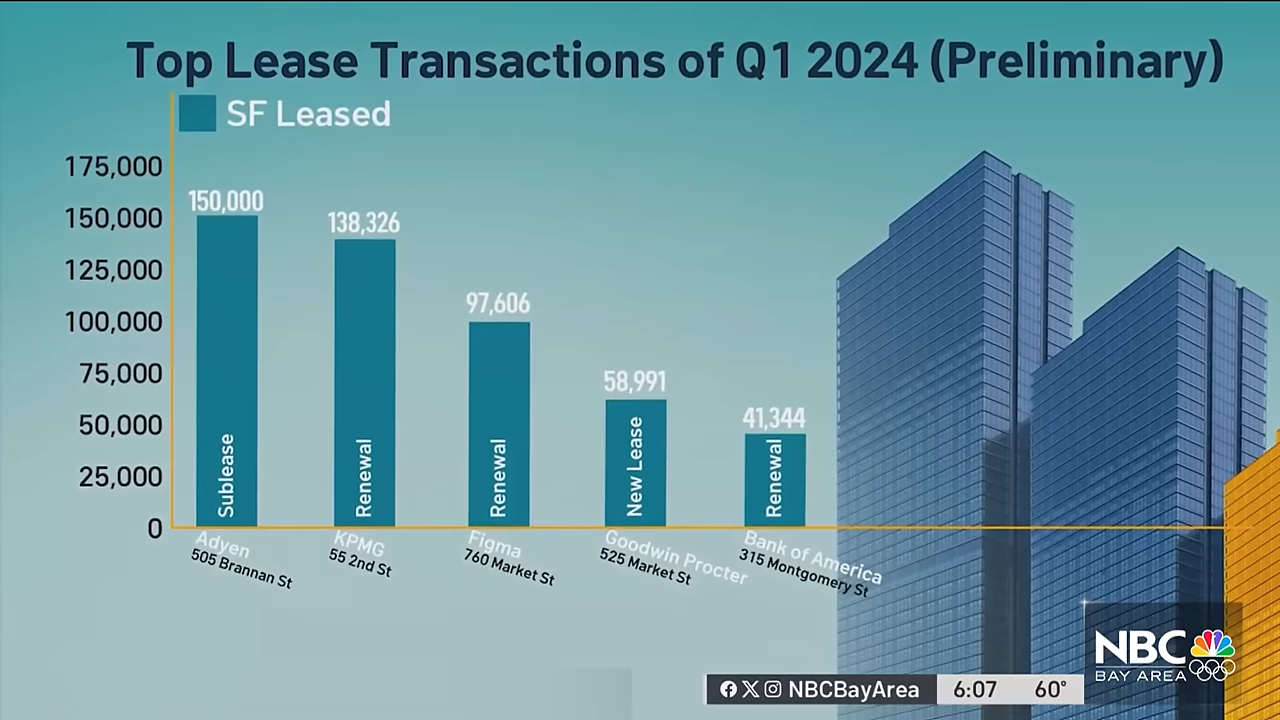 Top Lease Transactions of Q1 2024 (Preliminary)
SF Leased
175,000
150,000
125,000
100,000
75,000
50,000
25,000
0
150,000
138,326
97,606
58,991
41,344
Sublease
Renewal
Renewal
New Lease
Renewal
Adyen
505 Brannan St
KPMG
55 2nd St
Figma
760 Market St
Goodwin Procter
525 Market St
Bank of America
315 Montgomery St
NBCBayArea
6:07 60°
NBC
BAY AREA